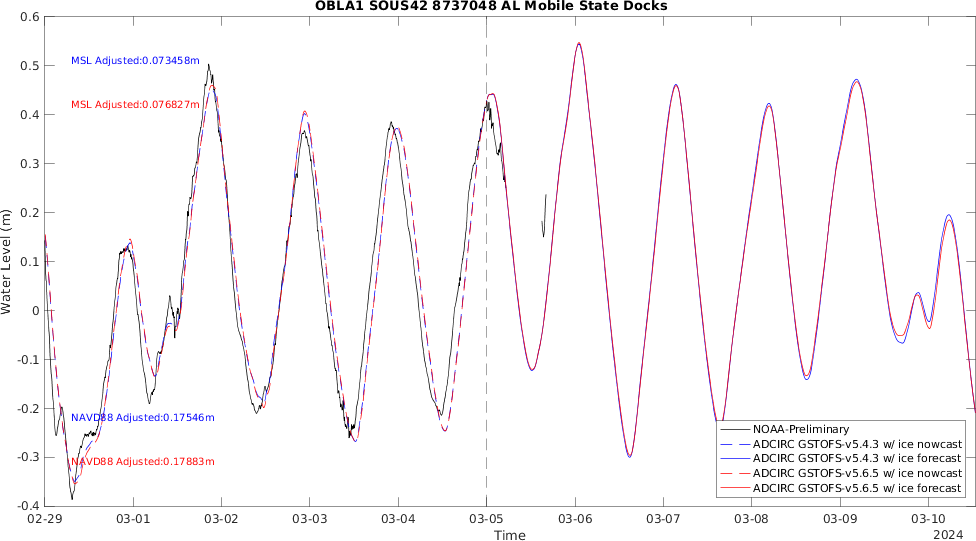 OBLA1 SOUS42 8737048 AL Mobile State Docks
0.6
0.5
0.4
0.3
0.2
0.1
0
-0.1
-0.2
-0.3
-0.4
Water Level (m)
MSL Adjusted:0.073458m
MSL Adjusted:0.076827m
NAVD88 Adjusted:0.17546m
NAVD88 Adjusted:0.17883m
NOAA-Preliminary
ADCIRC GSTOFS-v5.4.3 w/ ice nowcast
ADCIRC GSTOFS-v5.4.3 w/ ice forecast
ADCIRC GSTOFS-v5.6.5 w/ ice nowcast
ADCIRC GSTOFS-v5.6.5 w/ ice forecast
02-29 03-01 03-02 03-03 03-04 03-05 03-06 03-07 03-08 03-09 03-10
Time
2024